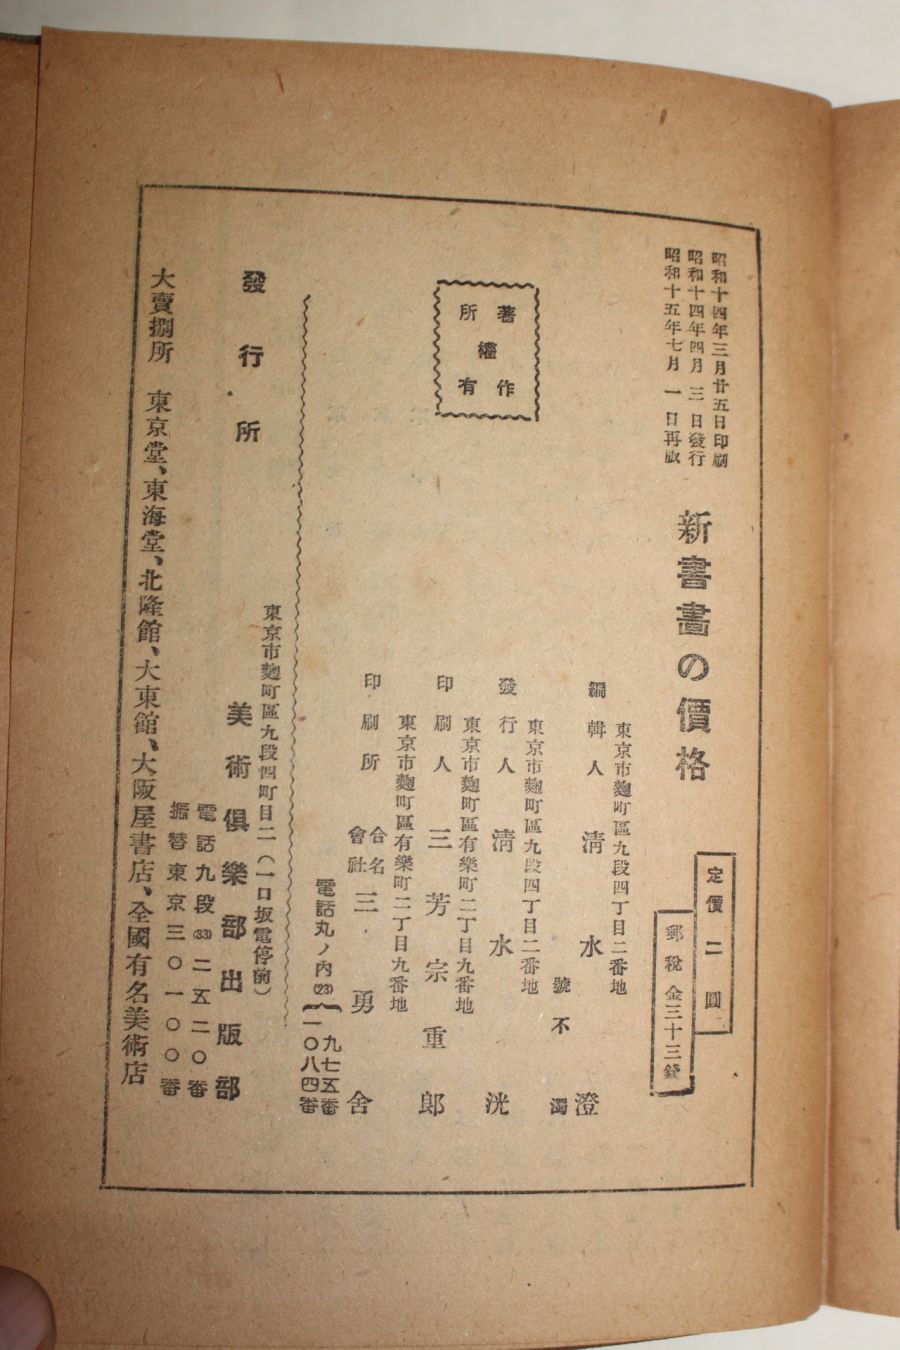 昭和十四年三月廿五日印刷
昭和十四年四月三日發行
昭和十五年七月一日再版
新書畫の價格
定價二圓
郵税金三十三錢
著作權所有
東京市麴町區九段四丁目二番地
編輯人 淸水澄
號不濁
東京市麴町區九段四丁目二番地
發行人 淸水洸
東京市麴町區有樂町二丁目九番地
印刷人 三芳宗重郎
東京市麴町區有樂町二丁目九番地
印刷所 合名會社 三勇舍
電話丸ノ內(23){九七五番
一〇八四番
東京市麴町區九段四町目二(一口坂電停前)
發行所 美術俱樂部出版部
電話九段(33)二五二〇番
振替東京三〇一〇〇番
大賣捌所 東京堂、東海堂、北隆館、大東館、大阪屋書店、全國有名美術店